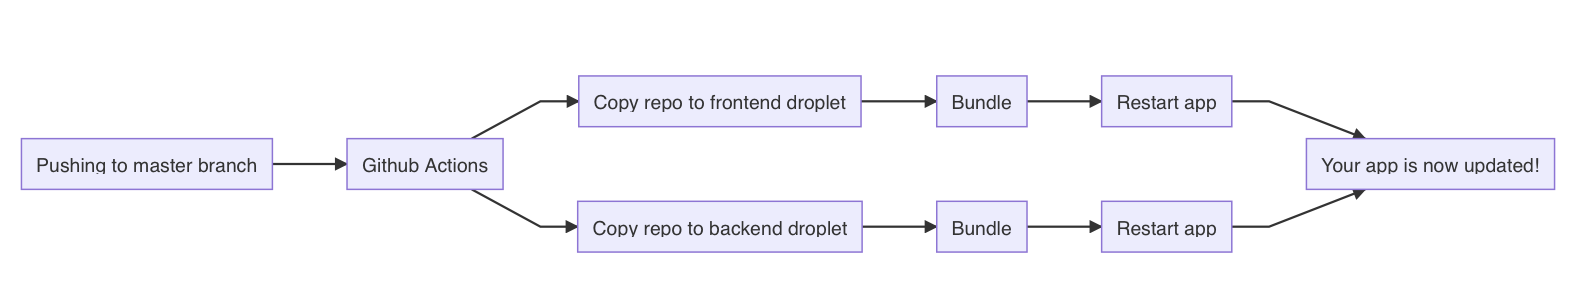 Pushing to master branch
Github Actions
Copy repo to frontend droplet
Bundle
Restart app
Copy repo to backend droplet
Bundle
Restart app
Your app is now updated!